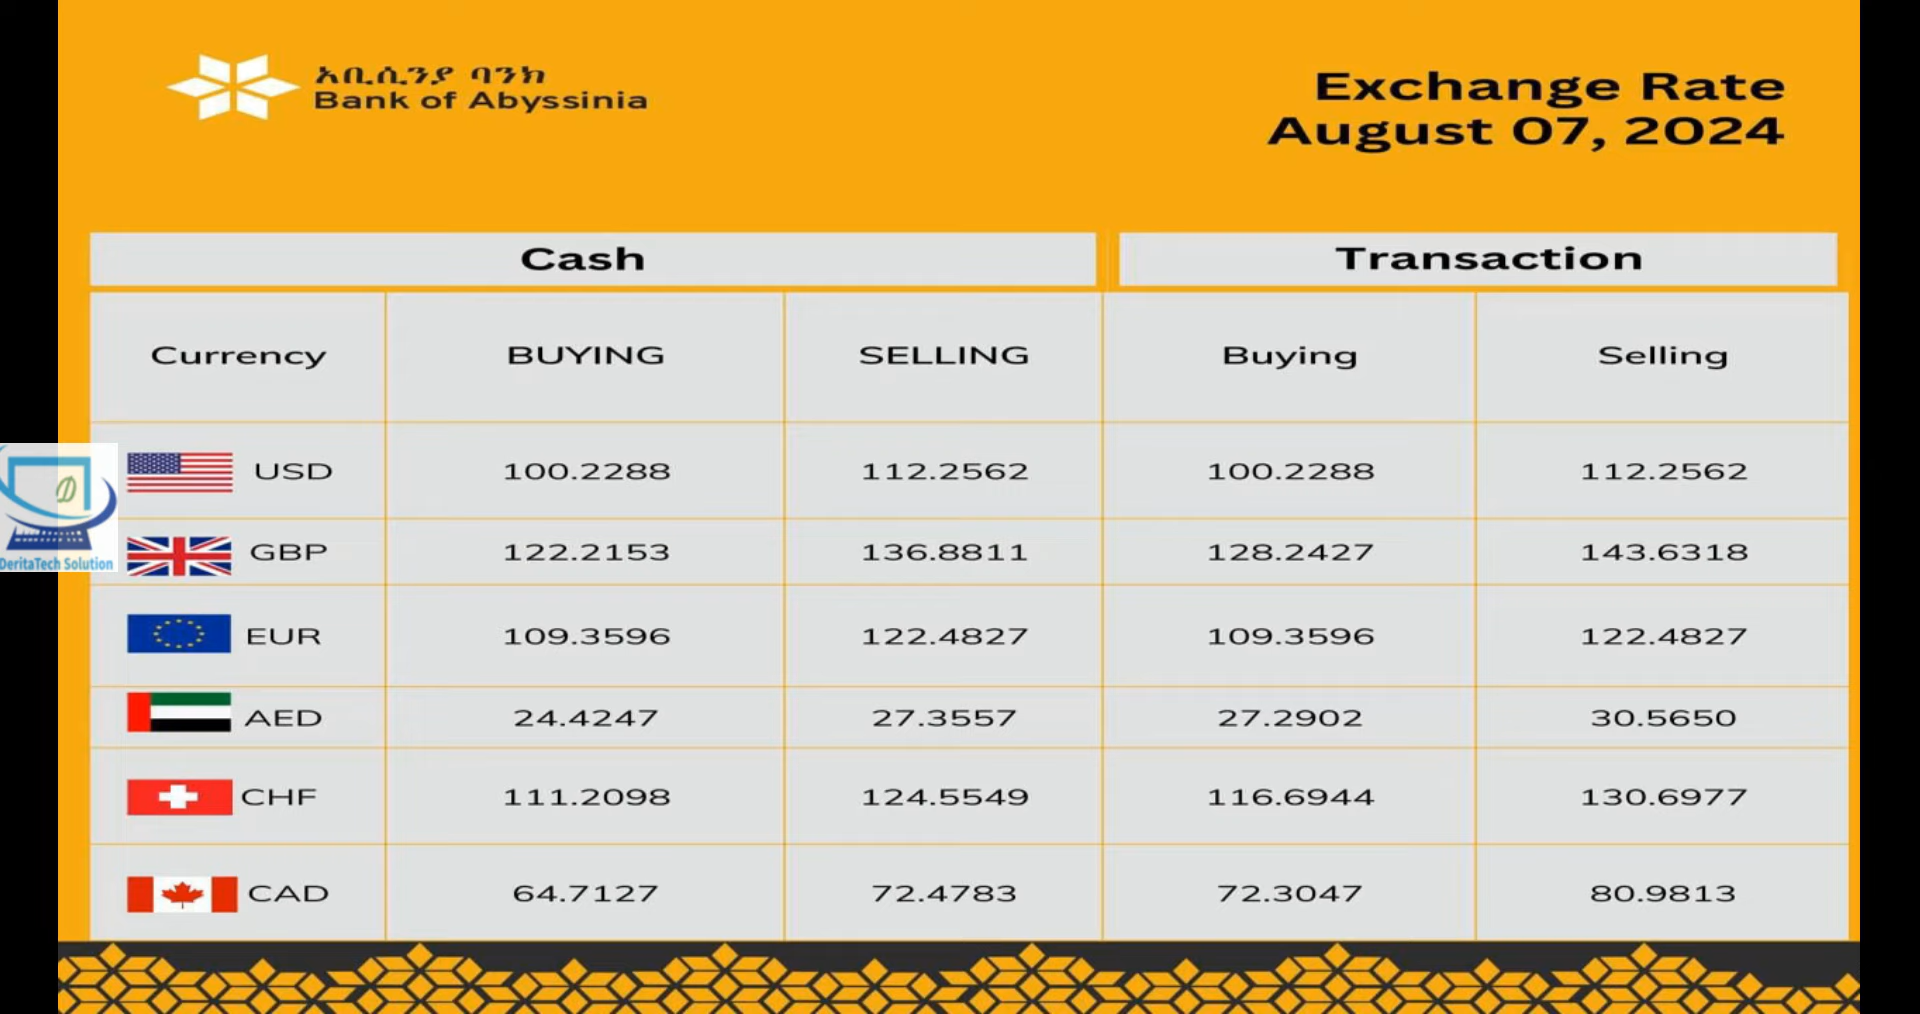 አቢሲንያ ባንክ
Bank of Abyssinia
Exchange Rate
August 07, 2024
Cash Transaction
Currency BUYING SELLING Buying Selling
USD 100.2288 112.2562 100.2288 112.2562
GBP 122.2153 136.8811 128.2427 143.6318
EUR 109.3596 122.4827 109.3596 122.4827
AED 24.4247 27.3557 27.2902 30.5650
CHF 111.2098 124.5549 116.6944 130.6977
CAD 64.7127 72.4783 72.3047 80.9813
DeritaTech Solution